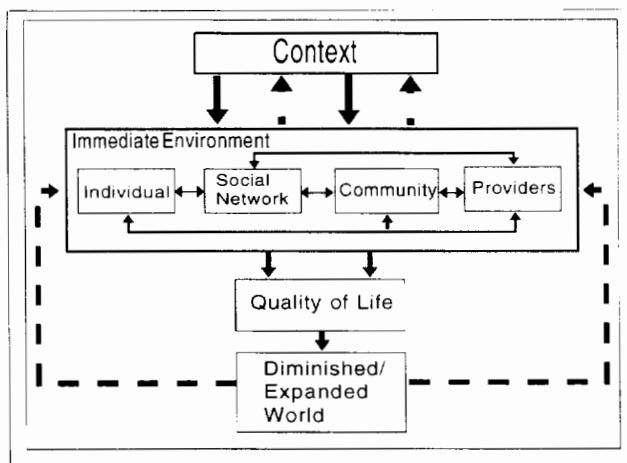 Context
Immediate Environment
Individual
Social
Network
Community
Providers
Quality of Life
Diminished/
Expanded
World